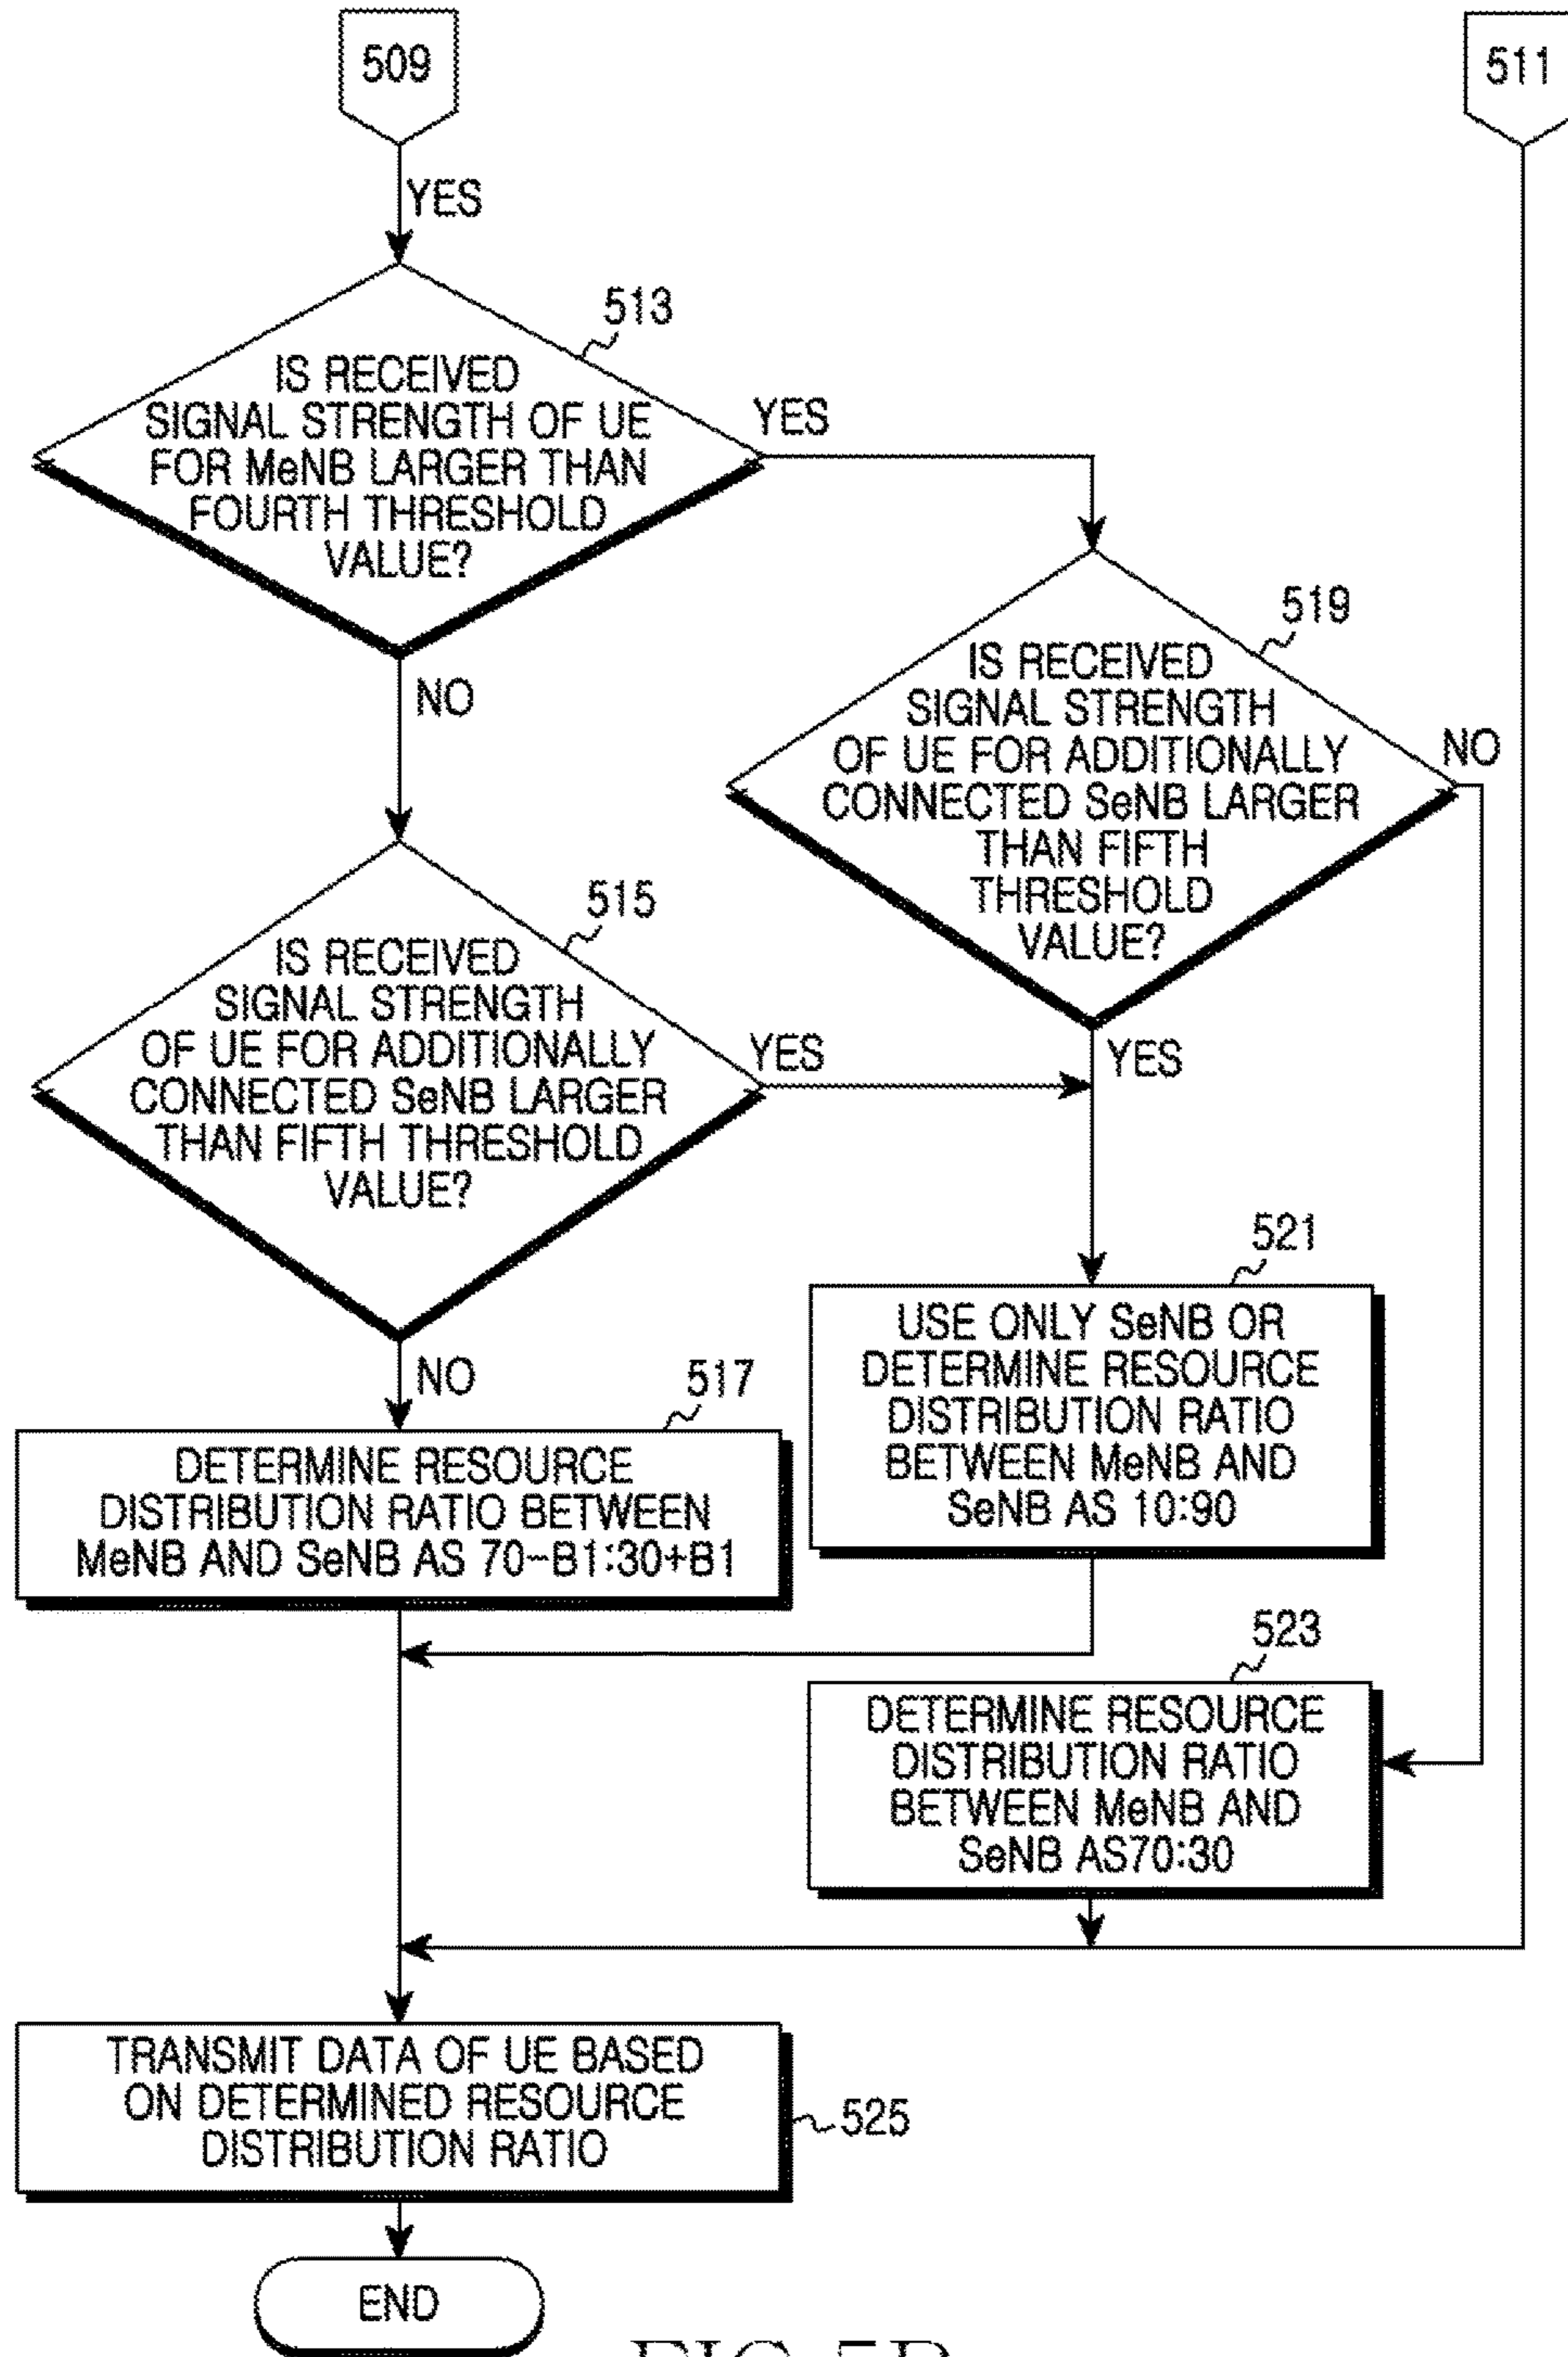 509
511
YES
513
IS RECEIVED
SIGNAL STRENGTH OF UE
FOR MeNB LARGER THAN
FOURTH THRESHOLD
VALUE?
YES
NO
519
IS RECEIVED
SIGNAL STRENGTH
OF UE FOR ADDITIONALLY
CONNECTED SeNB LARGER
THAN FIFTH
THRESHOLD
VALUE?
NO
YES
515
IS RECEIVED
SIGNAL STRENGTH
OF UE FOR ADDITIONALLY
CONNECTED SeNB LARGER
THAN FIFTH THRESHOLD
VALUE?
YES
NO
521
USE ONLY SeNB OR
DETERMINE RESOURCE
DISTRIBUTION RATIO
BETWEEN MeNB AND
SeNB AS 10:90
517
DETERMINE RESOURCE
DISTRIBUTION RATIO BETWEEN
MeNB AND SeNB AS 70-B1:30+B1
523
DETERMINE RESOURCE
DISTRIBUTION RATIO
BETWEEN MeNB AND
SeNB AS70:30
TRANSMIT DATA OF UE BASED
ON DETERMINED RESOURCE
DISTRIBUTION RATIO
525
END